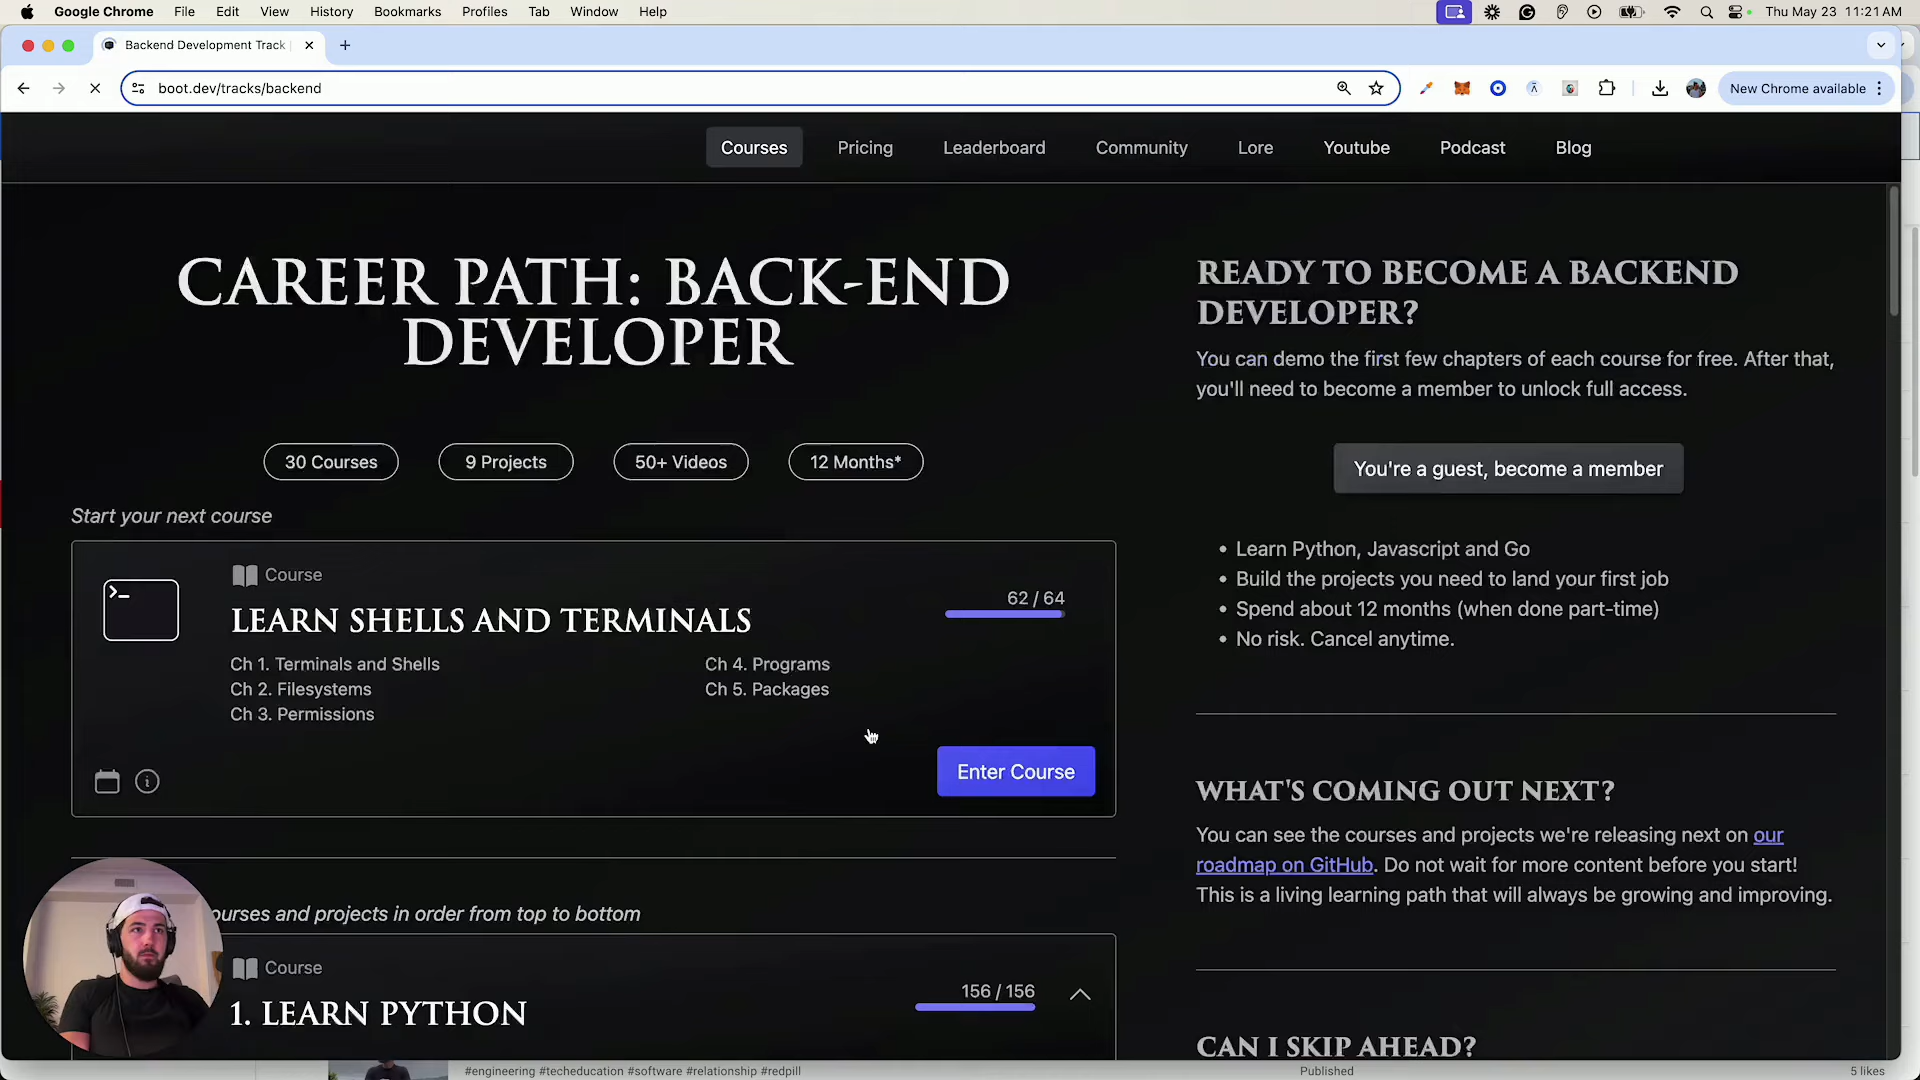 Google Chrome File Edit View History Bookmarks Profiles Tab Window Help Thu May 23 11:21 AM
Backend Development Track
boot.dev/tracks/backend New Chrome available
Courses Pricing Leaderboard Community Lore Youtube Podcast Blog
CAREER PATH: BACK-END
DEVELOPER
30 Courses 9 Projects 50+ Videos 12 Months*
Start your next course
Course
62 / 64
LEARN SHELLS AND TERMINALS
Ch 1. Terminals and Shells
Ch 2. Filesystems
Ch 3. Permissions
Ch 4. Programs
Ch 5. Packages
>_
Enter Course
courses and projects in order from top to bottom
Course
156 / 156
1. LEARN PYTHON
READY TO BECOME A BACKEND
DEVELOPER?
You can demo the first few chapters of each course for free. After that,
you'll need to become a member to unlock full access.
You're a guest, become a member
• Learn Python, Javascript and Go
• Build the projects you need to land your first job
• Spend about 12 months (when done part-time)
• No risk. Cancel anytime.
WHAT'S COMING OUT NEXT?
You can see the courses and projects we're releasing next on our
roadmap on GitHub. Do not wait for more content before you start!
This is a living learning path that will always be growing and improving.
CAN I SKIP AHEAD?
#engineering #techeducation #software #relationship #redpill Published 5 likes